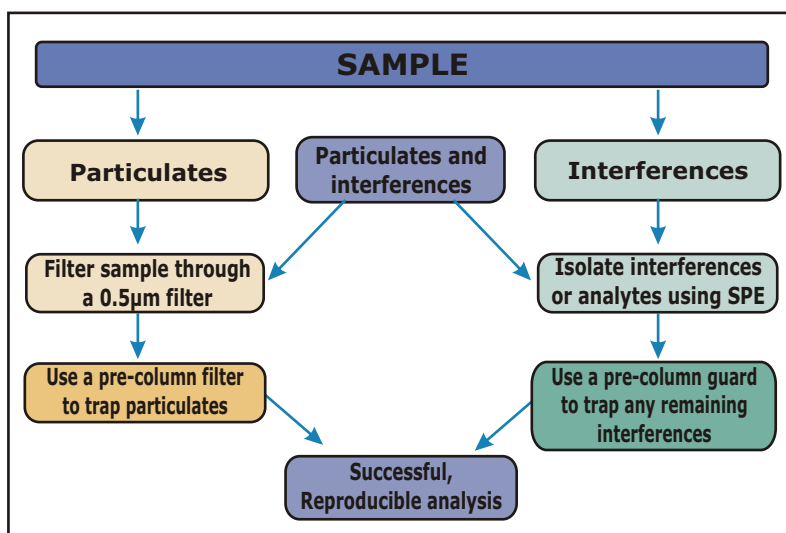 SAMPLE
Particulates
Particulates and
interferences
Interferences
Filter sample through
a 0.5µm filter
Isolate interferences
or analytes using SPE
Use a pre-column filter
to trap particulates
Use a pre-column guard
to trap any remaining
interferences
Successful,
Reproducible analysis